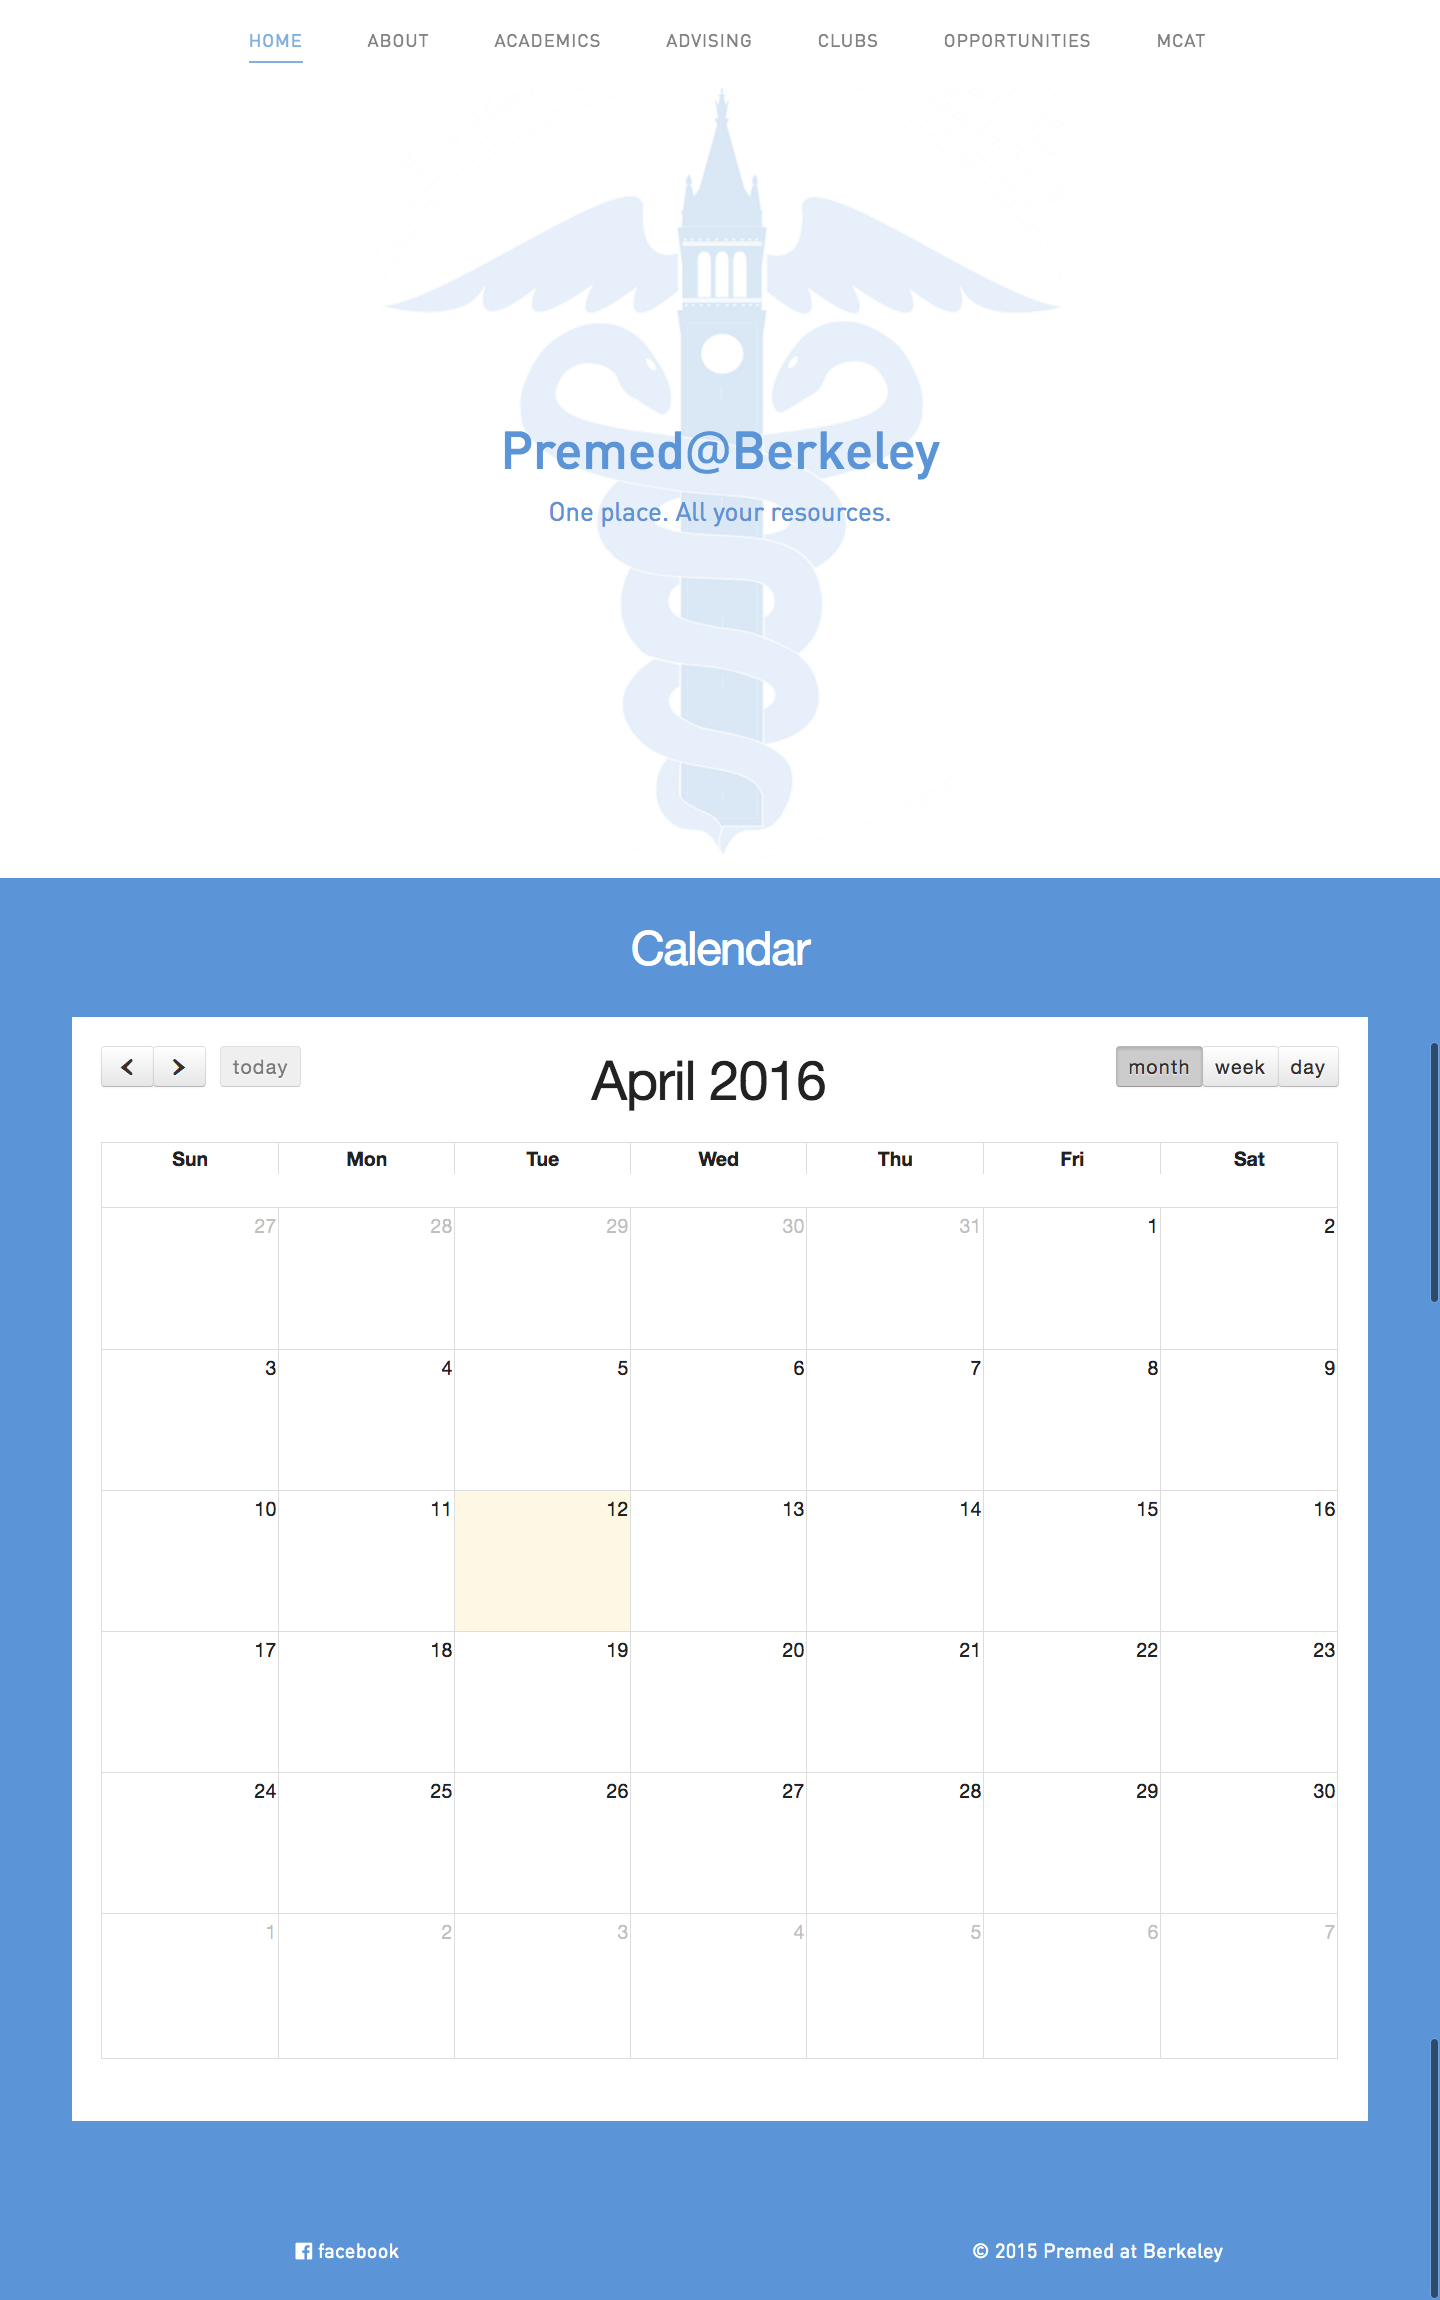 HOME ABOUT ACADEMICS ADVISING CLUBS OPPORTUNITIES MCAT
Premed@Berkeley
One place. All your resources.
Calendar
today April 2016 month week day
Sun Mon Tue Wed Thu Fri Sat
27 28 29 30 31 1 2
3 4 5 6 7 8 9
10 11 12 13 14 15 16
17 18 19 20 21 22 23
24 25 26 27 28 29 30
1 2 3 4 5 6 7
facebook © 2015 Premed at Berkeley